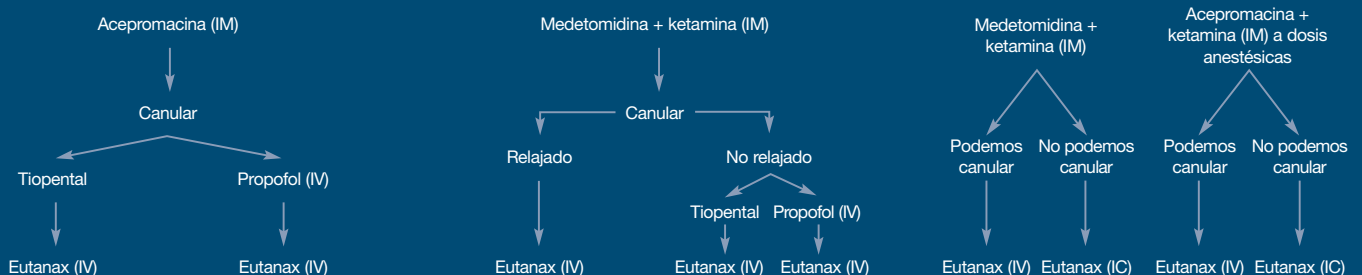 Acepromacina (IM)
Canular
Tiopental
Propofol (IV)
Eutanax (IV)
Eutanax (IV)
Medetomidina + ketamina (IM)
Canular
Relajado
No relajado
Tiopental
Propofol (IV)
Eutanax (IV)
Eutanax (IV)
Eutanax (IV)
Medetomidina +
ketamina (IM)
Podemos
canular
No podemos
canular
Eutanax (IV)
Eutanax (IC)
Acepromacina +
ketamina (IM) a dosis
anestésicas
Podemos
canular
No podemos
canular
Eutanax (IV)
Eutanax (IC)